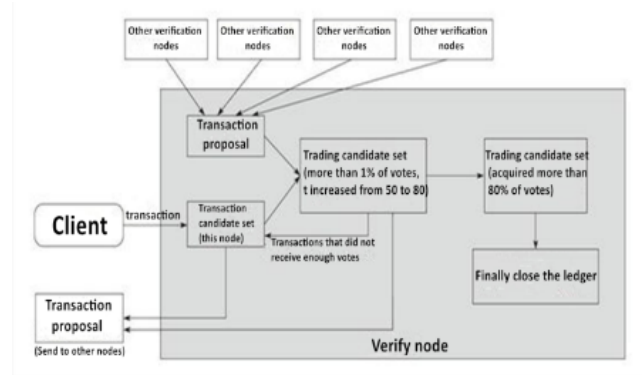 Other verification
nodes
Other verification
nodes
Other verification
nodes
Other verification
nodes
Transaction
proposal
Trading candidate set
(more than 1% of votes,
t increased from 50 to 80)
Trading candidate set
(acquired more than
80% of votes)
Client
transaction
Transaction
candidate set
(this node)
Transactions that did not
receive enough votes
Finally close the ledger
Transaction
proposal
(Send to other nodes)
Verify node